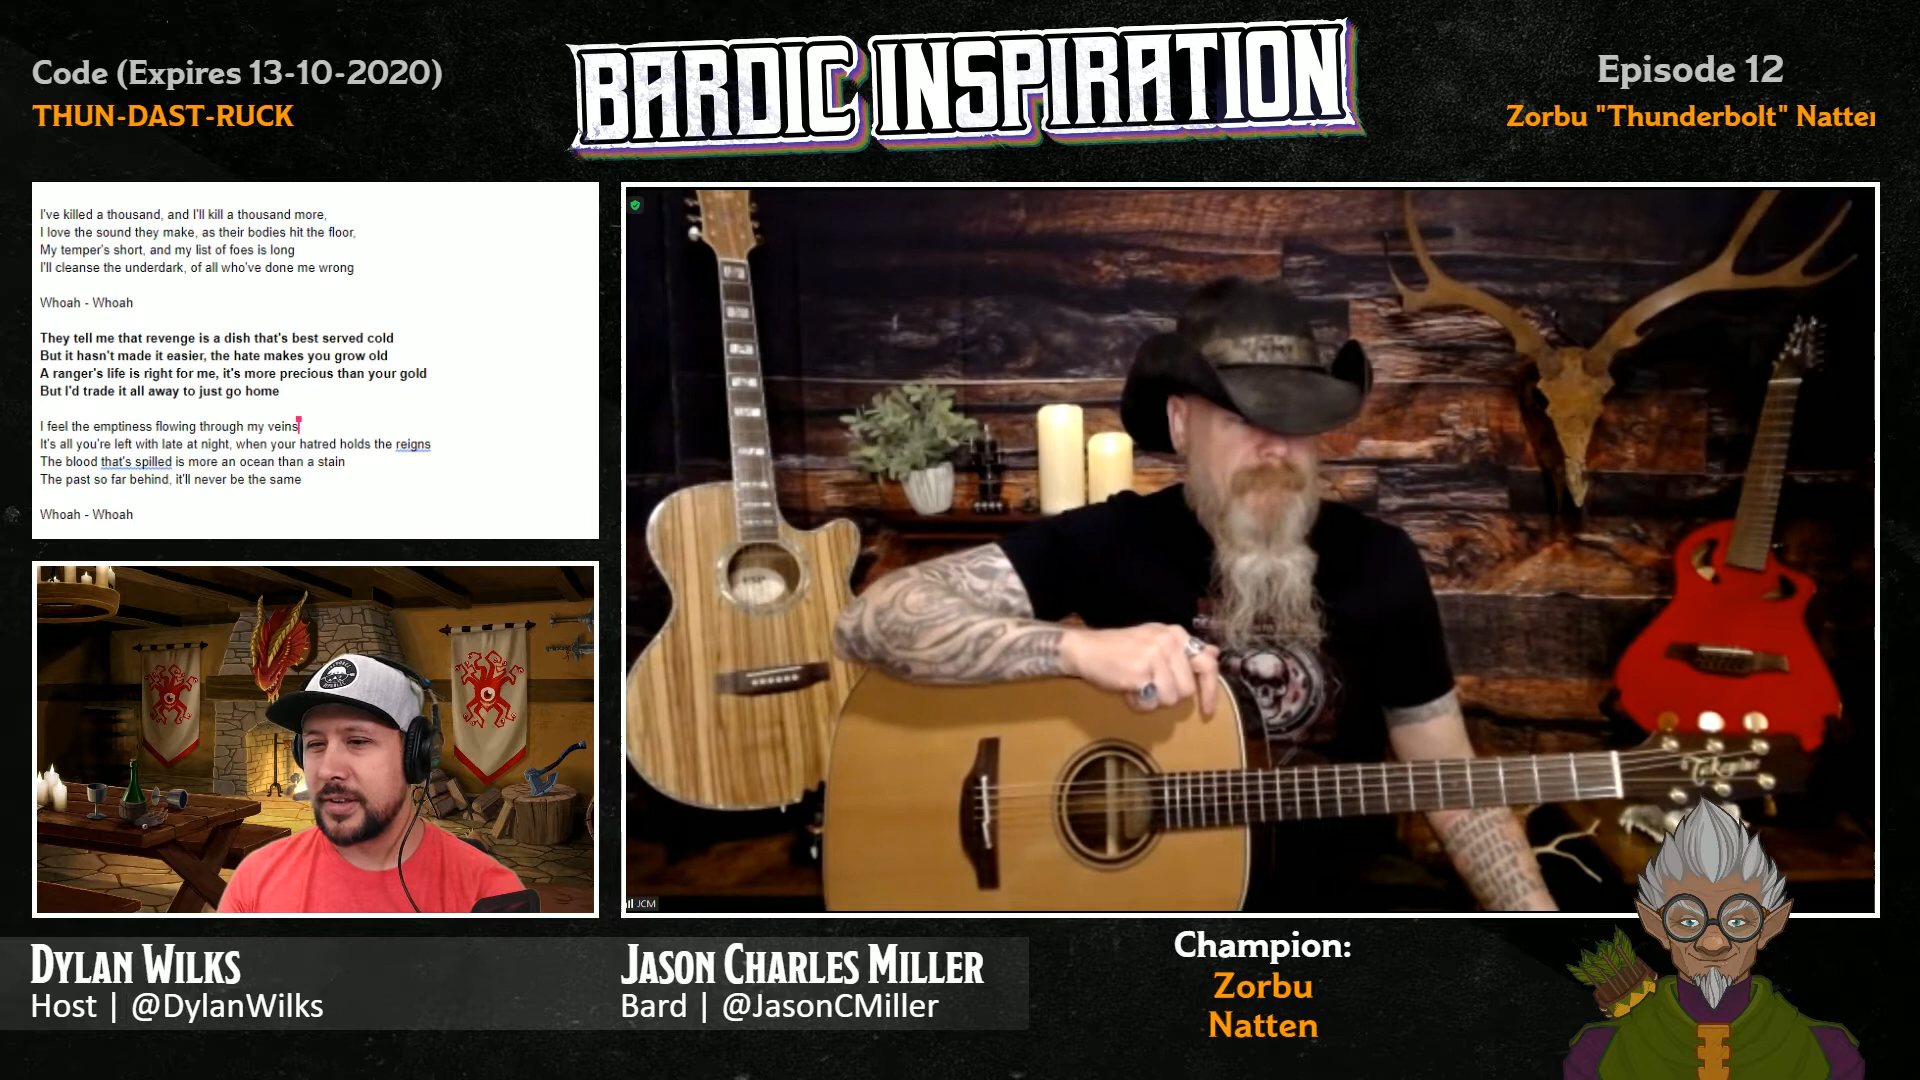 Code (Expires 13-10-2020)
THUN-DAST-RUCK
BARDIC INSPIRATION
Episode 12
Zorbu "Thunderbolt" Natten
I've killed a thousand, and I'll kill a thousand more,
I love the sound they make, as their bodies hit the floor,
My temper's short, and my list of foes is long
I'll cleanse the underdark, of all who've done me wrong
Whoah - Whoah
They tell me that revenge is a dish that's best served cold
But it hasn't made it easier, the hate makes you grow old
A ranger's life is right for me, it's more precious than your gold
But I'd trade it all away to just go home
I feel the emptiness flowing through my veins
It's all you're left with late at night, when your hatred holds the reigns
The blood that's spilled is more an ocean than a stain
The past so far behind, it'll never be the same
Whoah - Whoah
Takamine
JCM
DYLAN WILKS
Host | @DylanWilks
JASON CHARLES MILLER
Bard | @JasonCMiller
Champion:
Zorbu
Natten